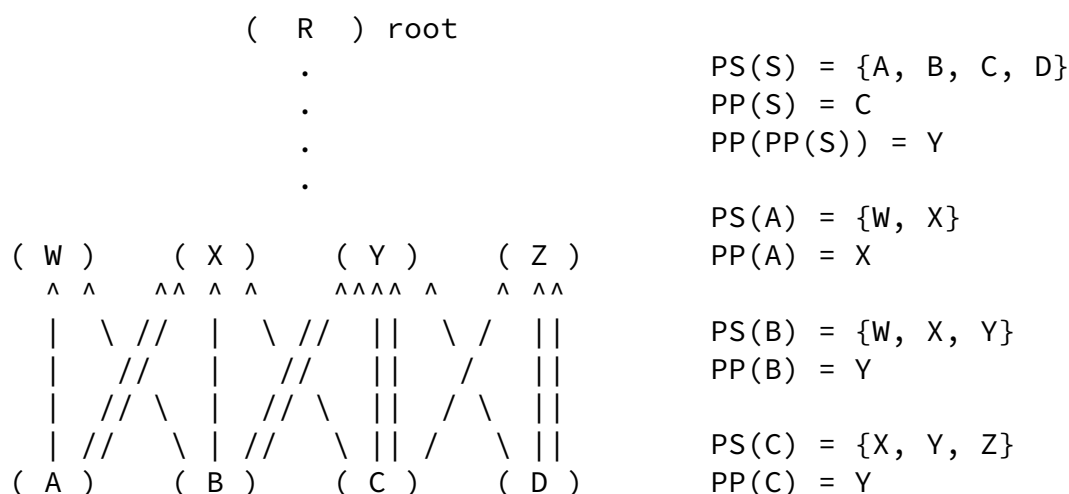 ( R ) root
.
.
.
.
( W ) ( X ) ( Y ) ( Z )
^ ^ ^^ ^ ^ ^^^^ ^ ^ ^^
| \ // | \ // || \ / ||
| // | // || / ||
| // \ | // \ || / \ ||
| // \ | // \ || / \ ||
( A ) ( B ) ( C ) ( D )
PS(S) = {A, B, C, D}
PP(S) = C
PP(PP(S)) = Y
PS(A) = {W, X}
PP(A) = X
PS(B) = {W, X, Y}
PP(B) = Y
PS(C) = {X, Y, Z}
PP(C) = Y